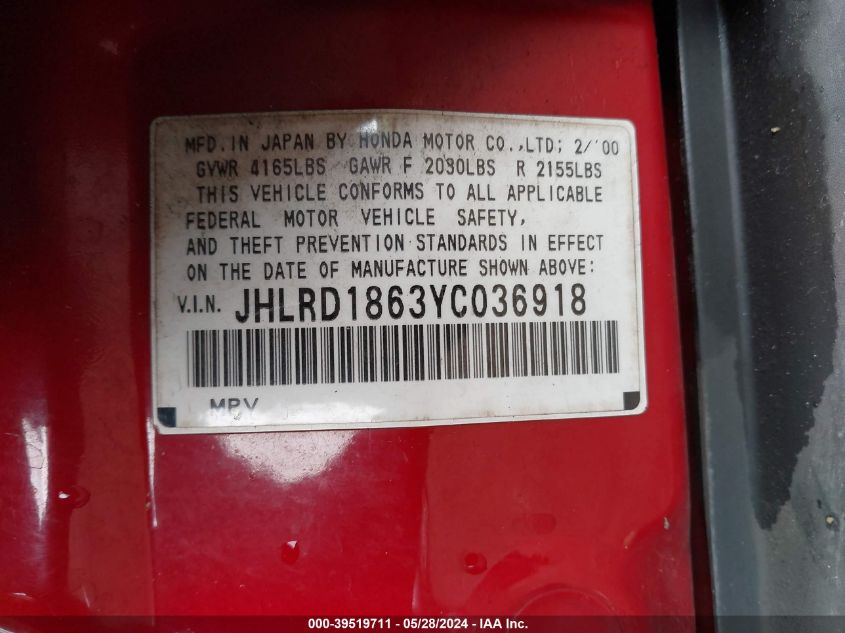 MFD.IN JAPAN BY HONDA MOTOR CO.,LTD; 2/'00
GVWR 4165LBS GAWR F 2030LBS R 2155LBS
THIS VEHICLE CONFORMS TO ALL APPLICABLE
FEDERAL MOTOR VEHICLE SAFETY,
AND THEFT PREVENTION STANDARDS IN EFFECT
ON THE DATE OF MANUFACTURE SHOWN ABOVE:
V.I.N. JHLRD1863YC036918
MPV
000-39519711 - 05/28/2024 - IAA Inc.